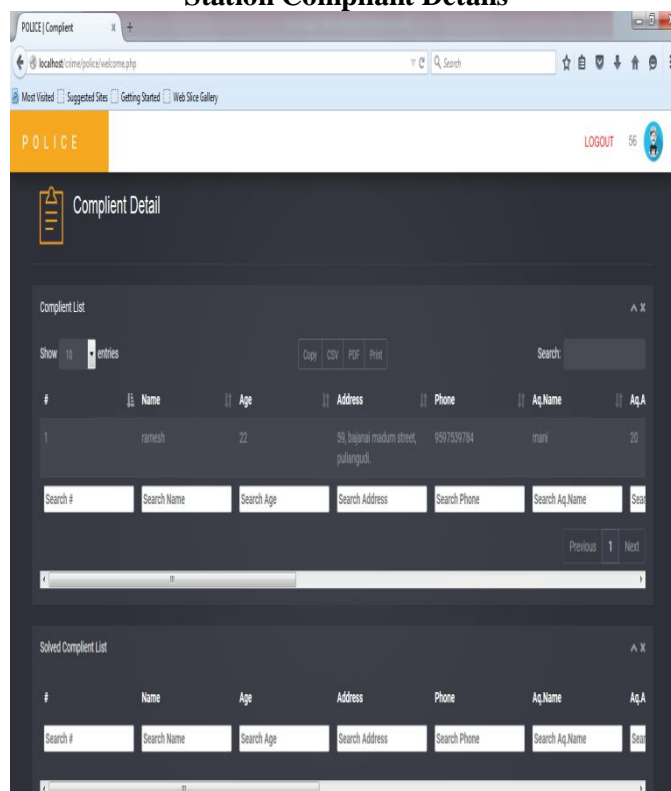 Station Compliant Details
POLICE | Complient x +
localhost/crime/police/welcome.php Search
Most Visited Suggested Sites Getting Started Web Slice Gallery
POLICE LOGOUT 56
Complient Detail
Complient List
Show 10 entries Copy CSV PDF Print Search:
# Name Age Address Phone Aq.Name Aq.A
1 ramesh 22 59, bajanai madum street, 9597539784 mani 20
puliangudi.
Search # Search Name Search Age Search Address Search Phone Search Aq.Name Sear
Previous 1 Next
Solved Complient List
# Name Age Address Phone Aq.Name Aq.A
Search # Search Name Search Age Search Address Search Phone Search Aq.Name Sear